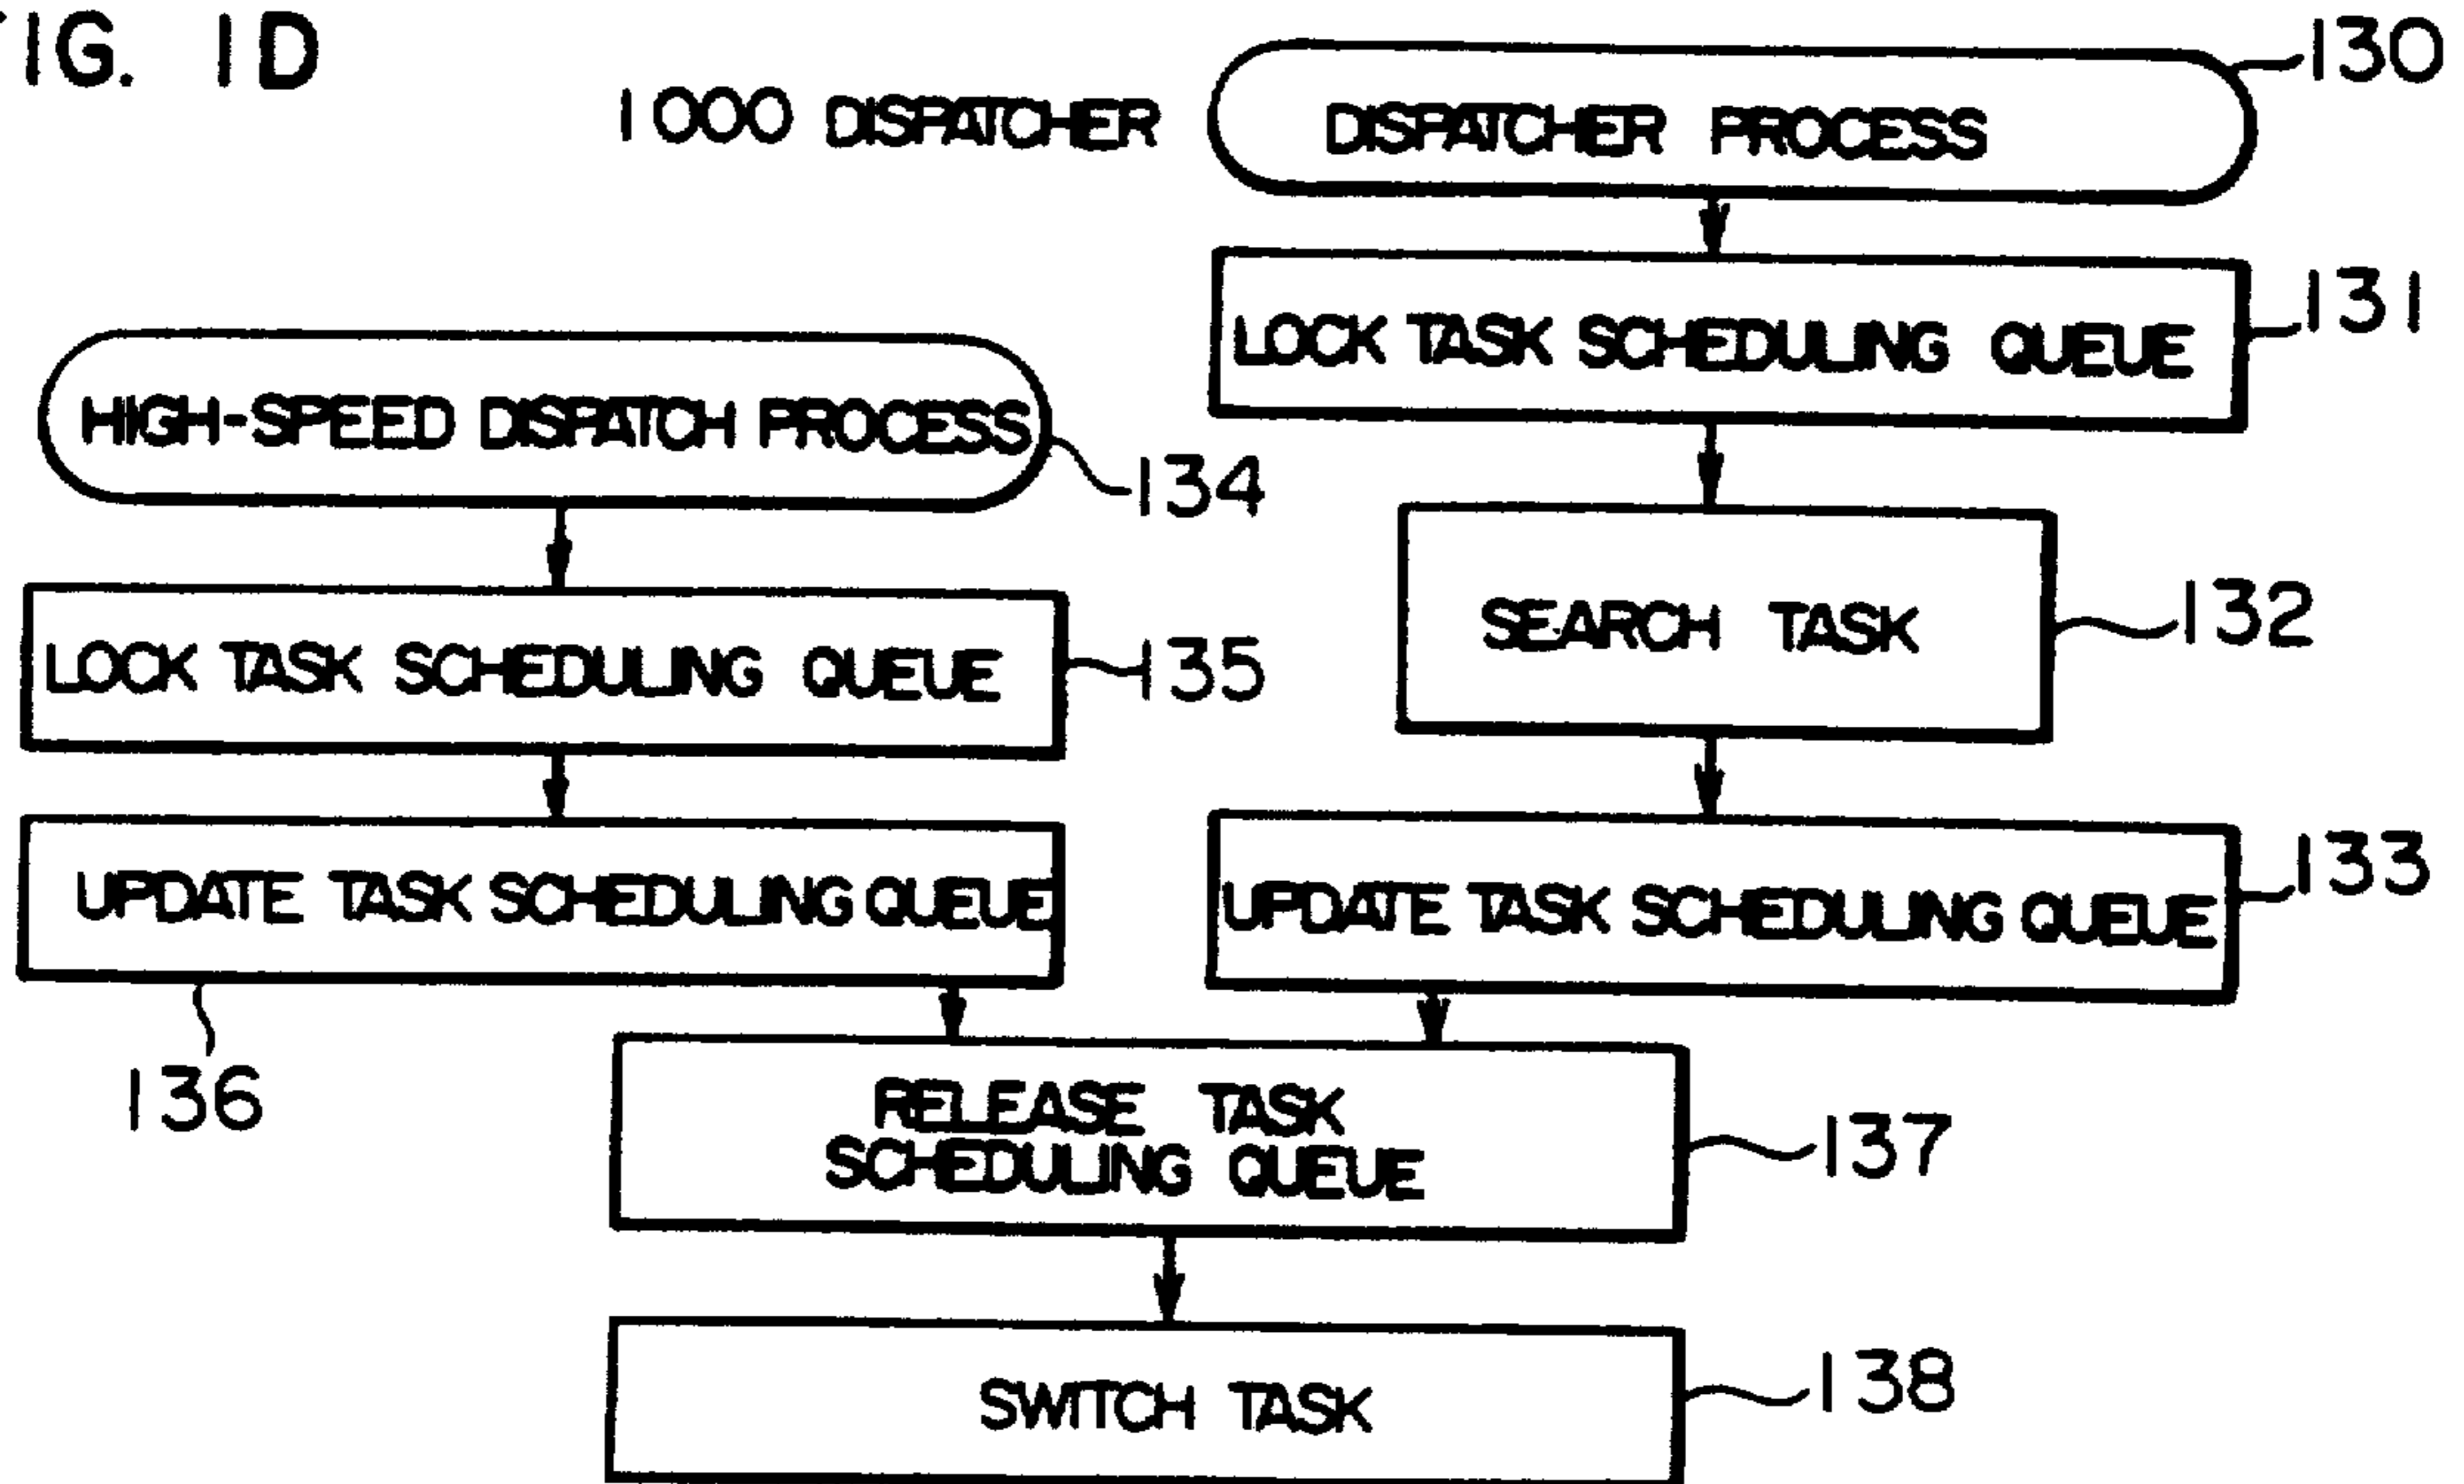 FIG. 1D
1000 DISPATCHER
DISPATCHER PROCESS
130
LOCK TASK SCHEDULING QUEUE
131
HIGH-SPEED DISPATCH PROCESS
134
SEARCH TASK
132
LOCK TASK SCHEDULING QUEUE
135
UPDATE TASK SCHEDULING QUEUE
136
UPDATE TASK SCHEDULING QUEUE
133
RELEASE TASK
SCHEDULING QUEUE
137
SWITCH TASK
138